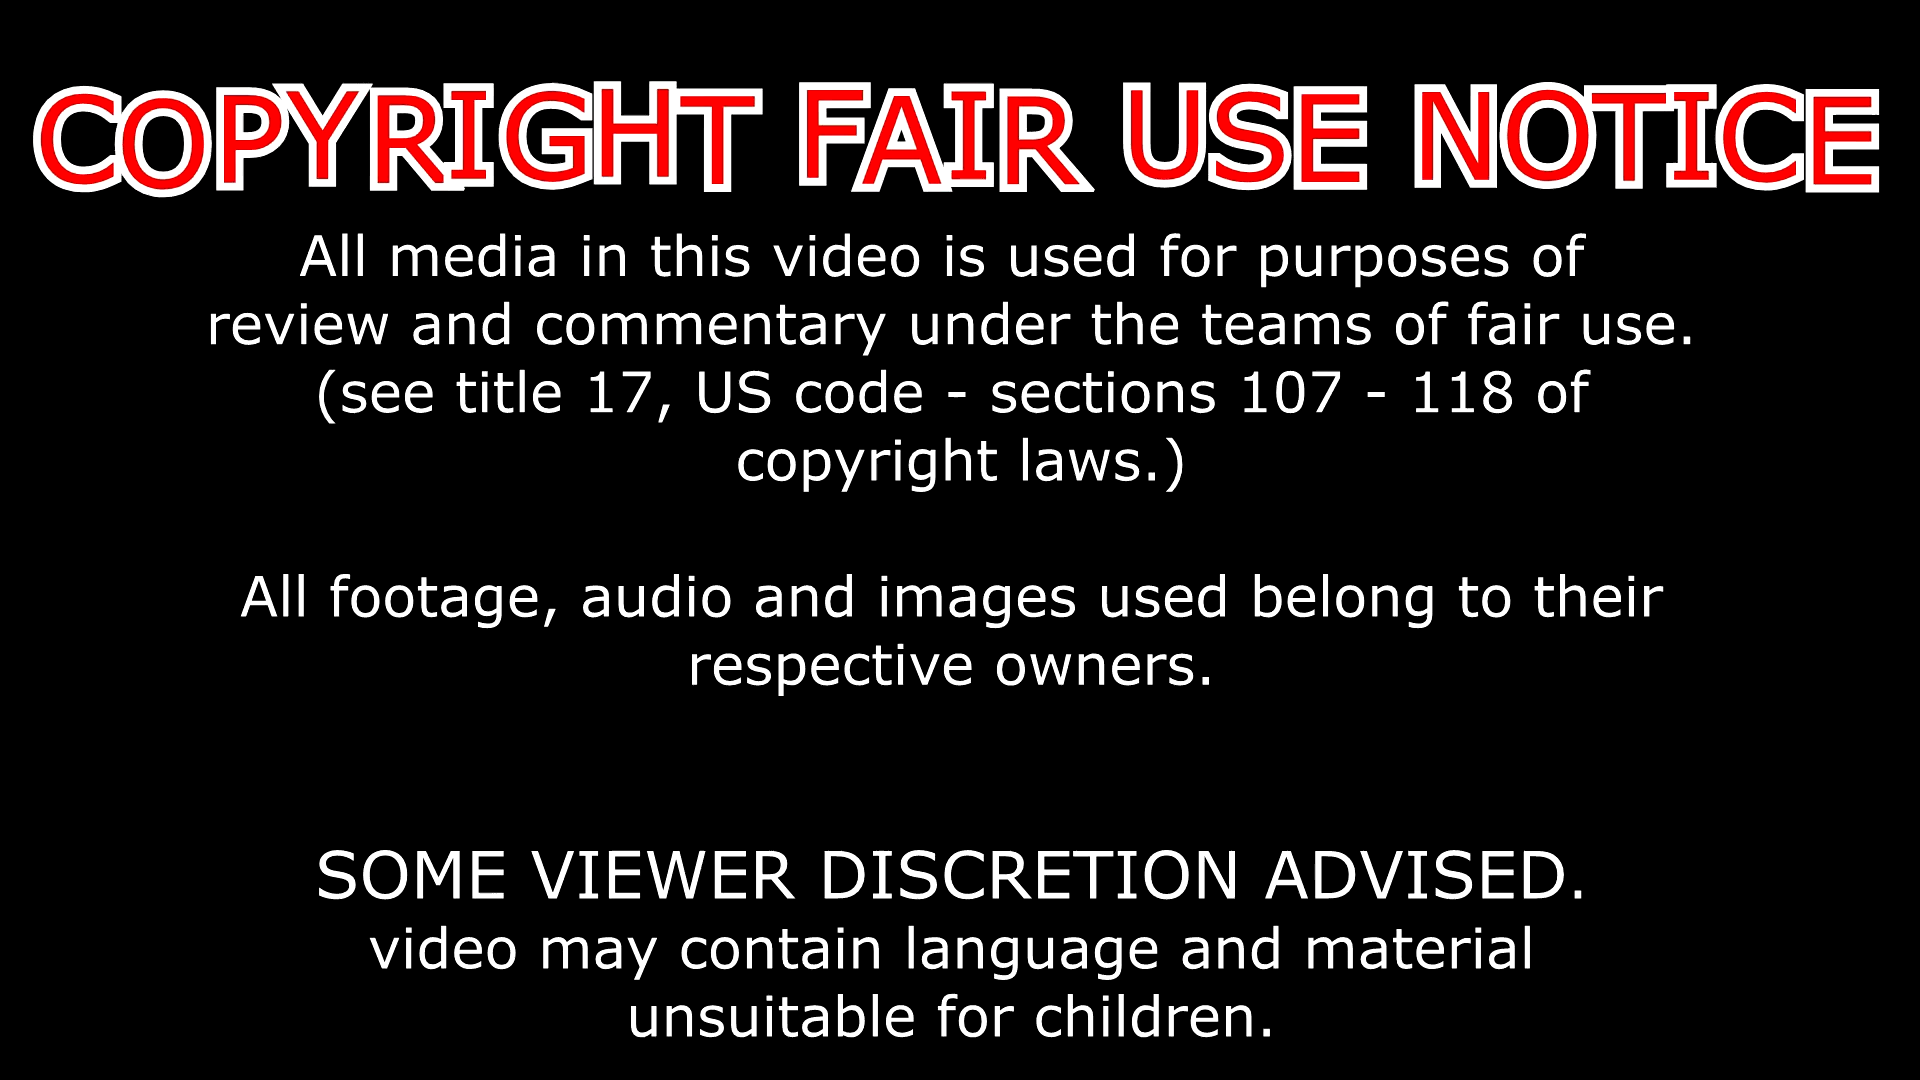 COPYRIGHT FAIR USE NOTICE
All media in this video is used for purposes of
review and commentary under the teams of fair use.
(see title 17, US code - sections 107 - 118 of
copyright laws.)
All footage, audio and images used belong to their
respective owners.
SOME VIEWER DISCRETION ADVISED.
video may contain language and material
unsuitable for children.